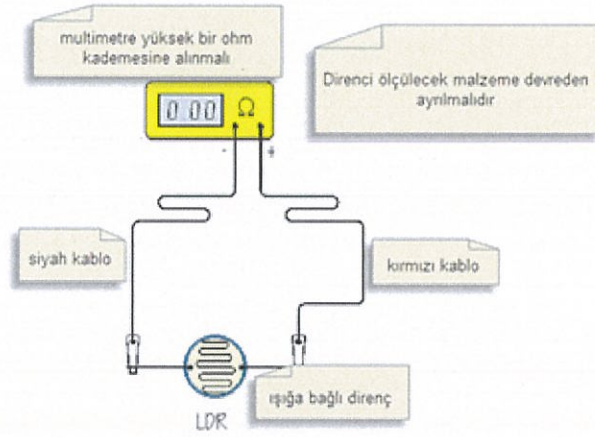 multimetre yüksek bir ohm
kademesine alınmalı
Direnci ölçülecek malzeme devreden
ayrılmalıdır
0.00 Ω
- +
siyah kablo
kırmızı kablo
ışığa bağlı direnç
LDR